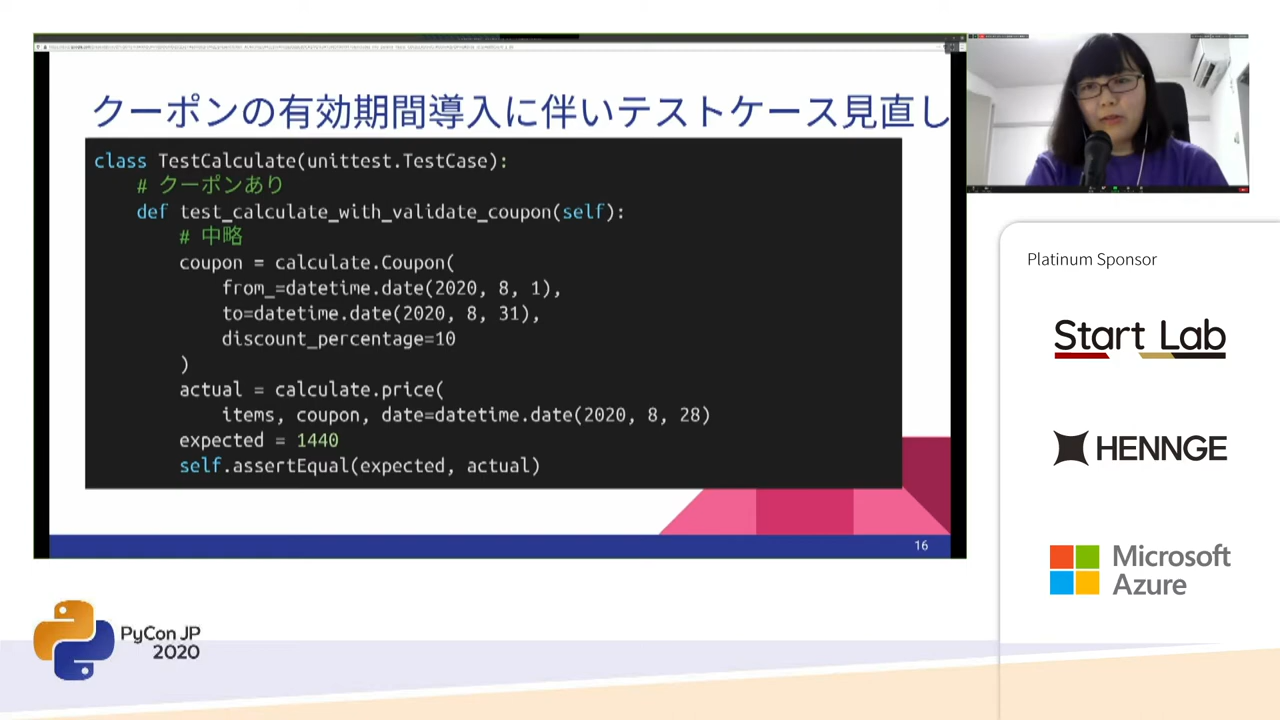 クーポンの有効期間導入に伴いテストケース見直し
class TestCalculate(unittest.TestCase):
# クーポンあり
def test_calculate_with_validate_coupon(self):
# 中略
coupon = calculate.Coupon(
from_=datetime.date(2020, 8, 1),
to=datetime.date(2020, 8, 31),
discount_percentage=10
)
actual = calculate.price(
items, coupon, date=datetime.date(2020, 8, 28)
expected = 1440
self.assertEqual(expected, actual)
16
Platinum Sponsor
Start Lab
HENNGE
Microsoft
Azure
PyCon JP
2020